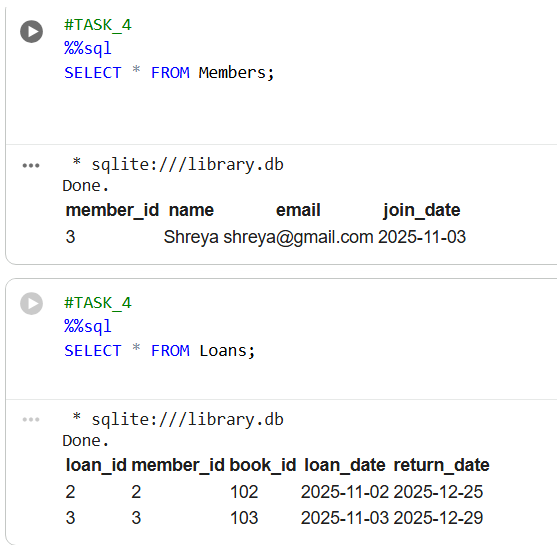 #TASK_4
%%sql
SELECT * FROM Members;
* sqlite:///library.db
Done.
member_id name email join_date
3 Shreya shreya@gmail.com 2025-11-03
#TASK_4
%%sql
SELECT * FROM Loans;
* sqlite:///library.db
Done.
loan_id member_id book_id loan_date return_date
2 2 102 2025-11-02 2025-12-25
3 3 103 2025-11-03 2025-12-29